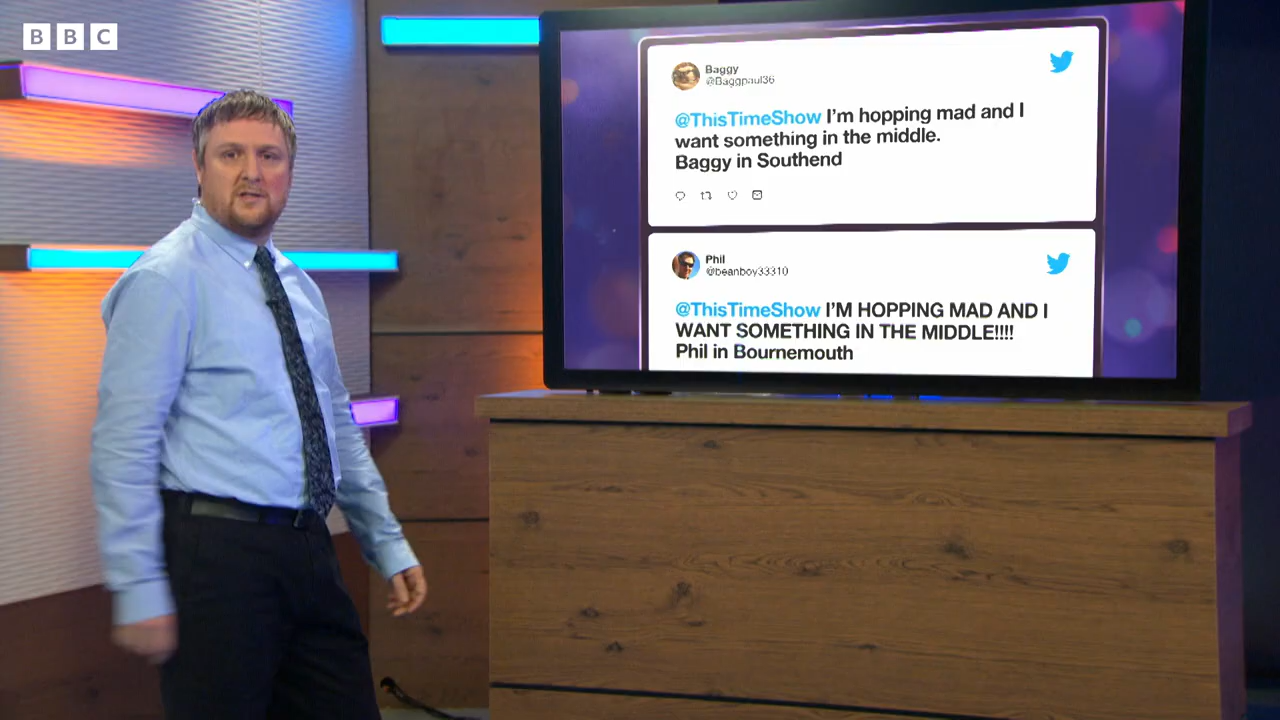 BBC
Baggy
@Baggpaul36
@ThisTimeShow I'm hopping mad and I
want something in the middle.
Baggy in Southend
Phil
@beanboy33310
@ThisTimeShow I'M HOPPING MAD AND I
WANT SOMETHING IN THE MIDDLE!!!!
Phil in Bournemouth